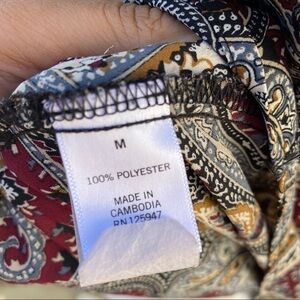 M
100% POLYESTER
MADE IN
CAMBODIA
RN 125947